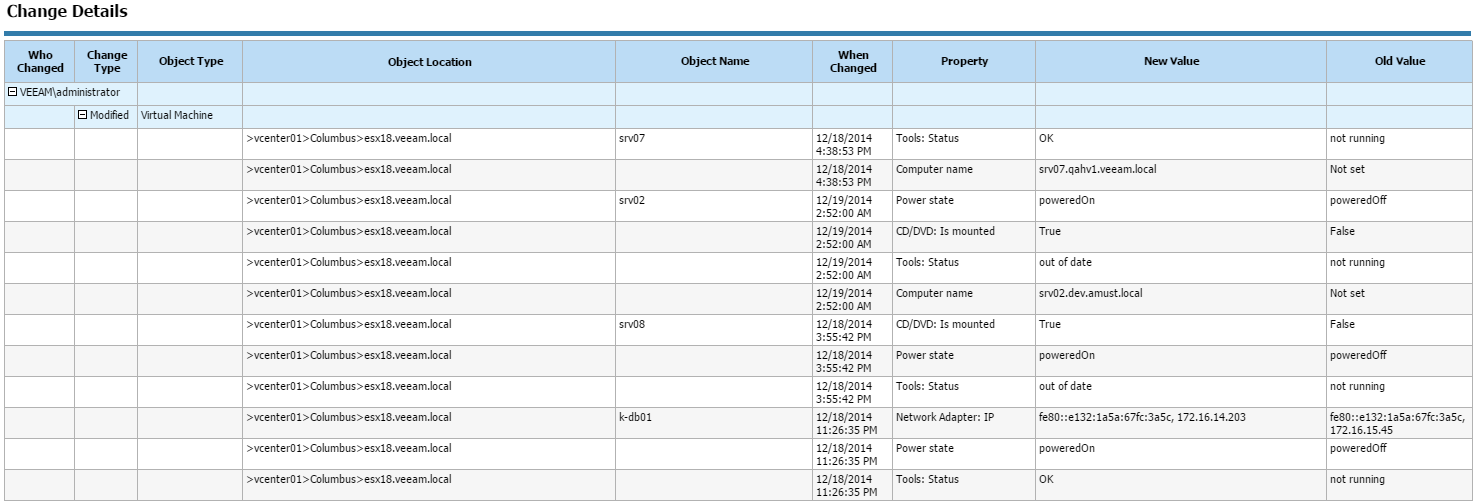 Change Details
Who Changed	Change Type	Object Type	Object Location	Object Name	When Changed	Property	New Value	Old Value
VEEAM\administrator
Modified	Virtual Machine
>vcenter01>Columbus>esx18.veeam.local	srv07	12/18/2014 4:38:53 PM	Tools: Status	OK	not running
>vcenter01>Columbus>esx18.veeam.local	12/18/2014 4:38:53 PM	Computer name	srv07.qahv1.veeam.local	Not set
>vcenter01>Columbus>esx18.veeam.local	srv02	12/19/2014 2:52:00 AM	Power state	poweredOn	poweredOff
>vcenter01>Columbus>esx18.veeam.local	12/19/2014 2:52:00 AM	CD/DVD: Is mounted	True	False
>vcenter01>Columbus>esx18.veeam.local	12/19/2014 2:52:00 AM	Tools: Status	out of date	not running
>vcenter01>Columbus>esx18.veeam.local	12/19/2014 2:52:00 AM	Computer name	srv02.dev.amust.local	Not set
>vcenter01>Columbus>esx18.veeam.local	srv08	12/18/2014 3:55:42 PM	CD/DVD: Is mounted	True	False
>vcenter01>Columbus>esx18.veeam.local	12/18/2014 3:55:42 PM	Power state	poweredOn	poweredOff
>vcenter01>Columbus>esx18.veeam.local	12/18/2014 3:55:42 PM	Tools: Status	out of date	not running
>vcenter01>Columbus>esx18.veeam.local	k-db01	12/18/2014 11:26:35 PM	Network Adapter: IP	fe80::e132:1a5a:67fc:3a5c, 172.16.14.203	fe80::e132:1a5a:67fc:3a5c, 172.16.15.45
>vcenter01>Columbus>esx18.veeam.local	12/18/2014 11:26:35 PM	Power state	poweredOn	poweredOff
>vcenter01>Columbus>esx18.veeam.local	12/18/2014 11:26:35 PM	Tools: Status	OK	not running